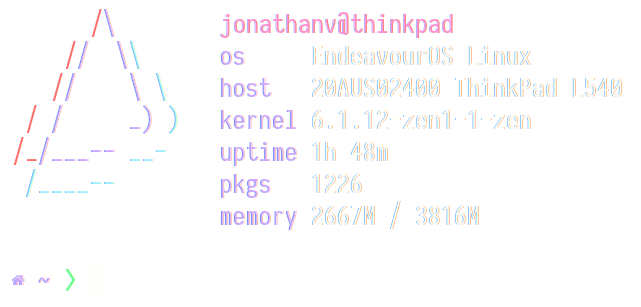 jonathanvm@thinkpad
os EndeavourOS Linux
host 20AUS02400 ThinkPad L540
kernel 6.1.12-zen1-1-zen
uptime 1h 48m
pkgs 1226
memory 2667M / 3816M
~ ❯